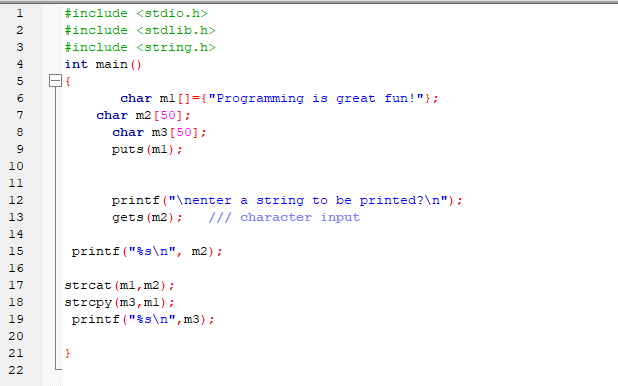 1 #include <stdio.h>
2 #include <stdlib.h>
3 #include <string.h>
4 int main()
5 {
6 char m1[]={"Programming is great fun!"};
7 char m2[50];
8 char m3[50];
9 puts(m1);
10
11
12 printf("\nenter a string to be printed?\n");
13 gets(m2); /// character input
14
15 printf("%s\n", m2);
16
17 strcat(m1,m2);
18 strcpy(m3,m1);
19 printf("%s\n",m3);
20
21 }
22